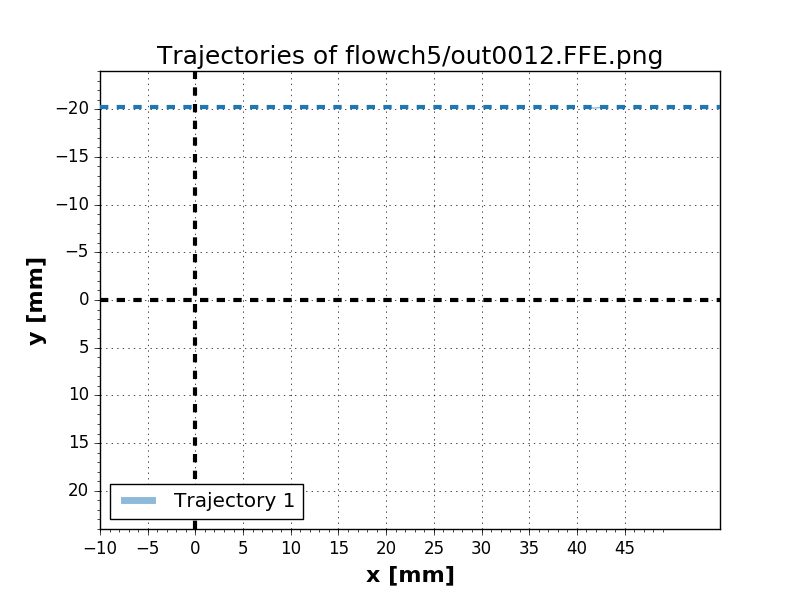 Trajectories of flowch5/out0012.FFE.png
−20
−15
−10
−5
0
5
10
15
20
y [mm]
Trajectory 1
−10 −5 0 5 10 15 20 25 30 35 40 45
x [mm]